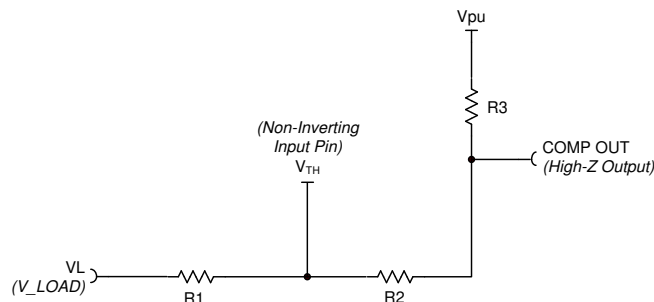 Vpu
R3
(Non-Inverting
Input Pin)
VTH
COMP OUT
(High-Z Output)
VL
(V_LOAD)
R1
R2